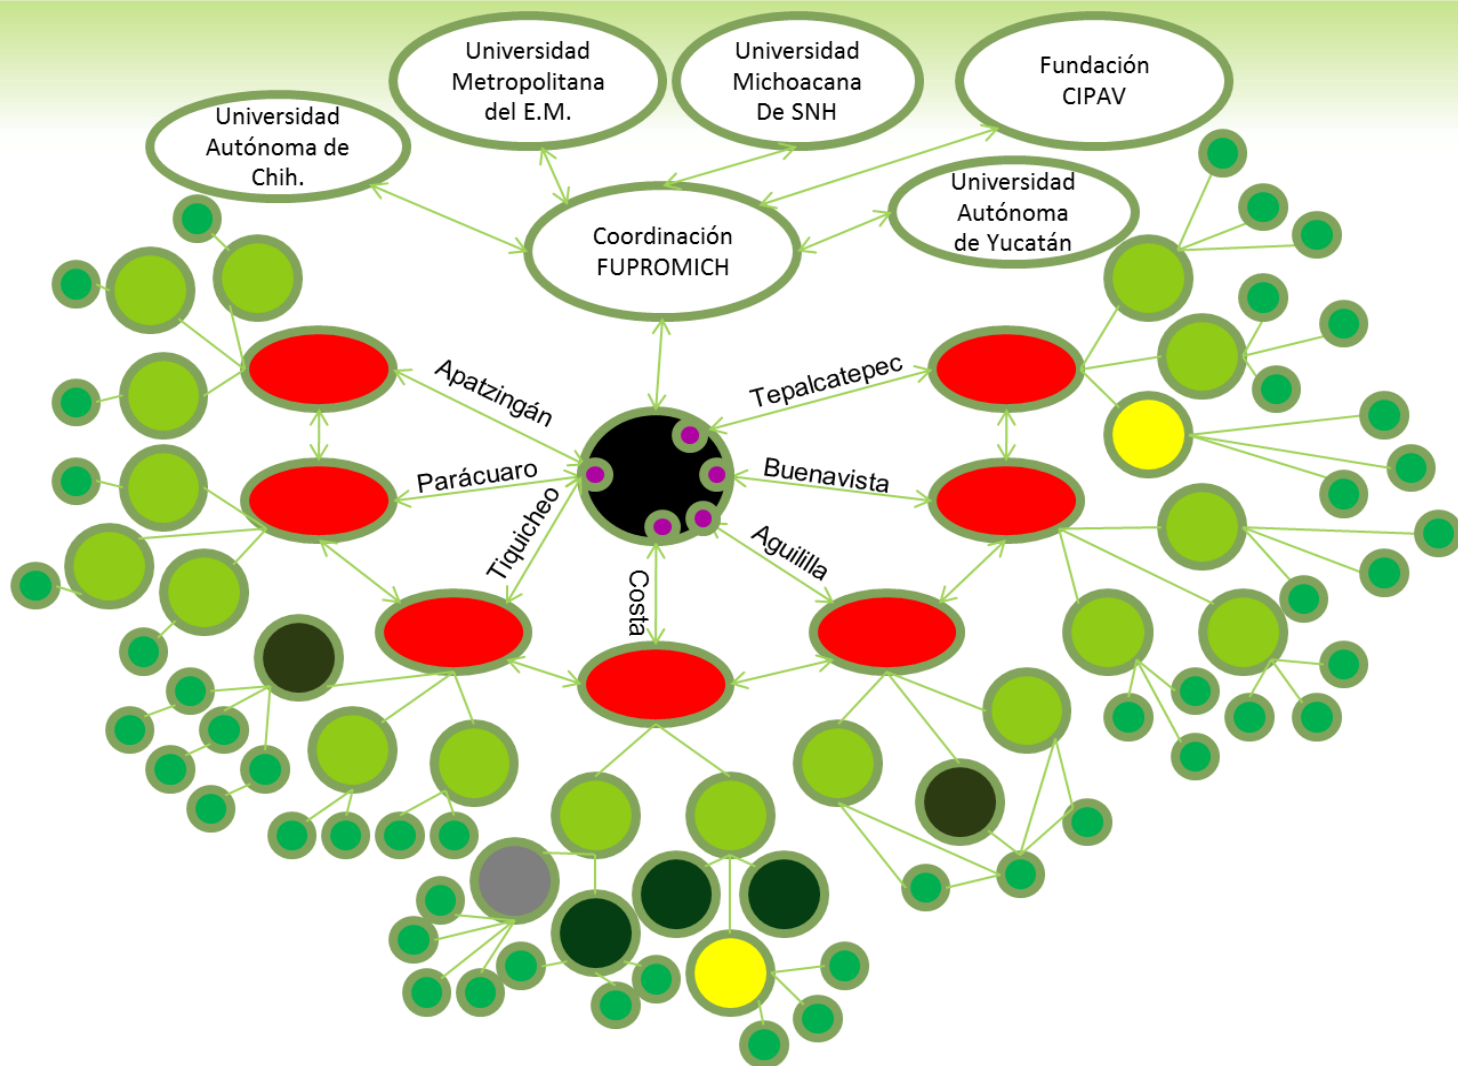 Universidad
Metropolitana
del E.M.
Universidad
Michoacana
De SNH
Fundación
CIPAV
Universidad
Autónoma de
Chih.
Universidad
Autónoma
de Yucatán
Coordinación
FUPROMICH
Apatzingán
Tepalcatepec
Parácuaro
Buenavista
Tiquicheo
Aguililla
Costa